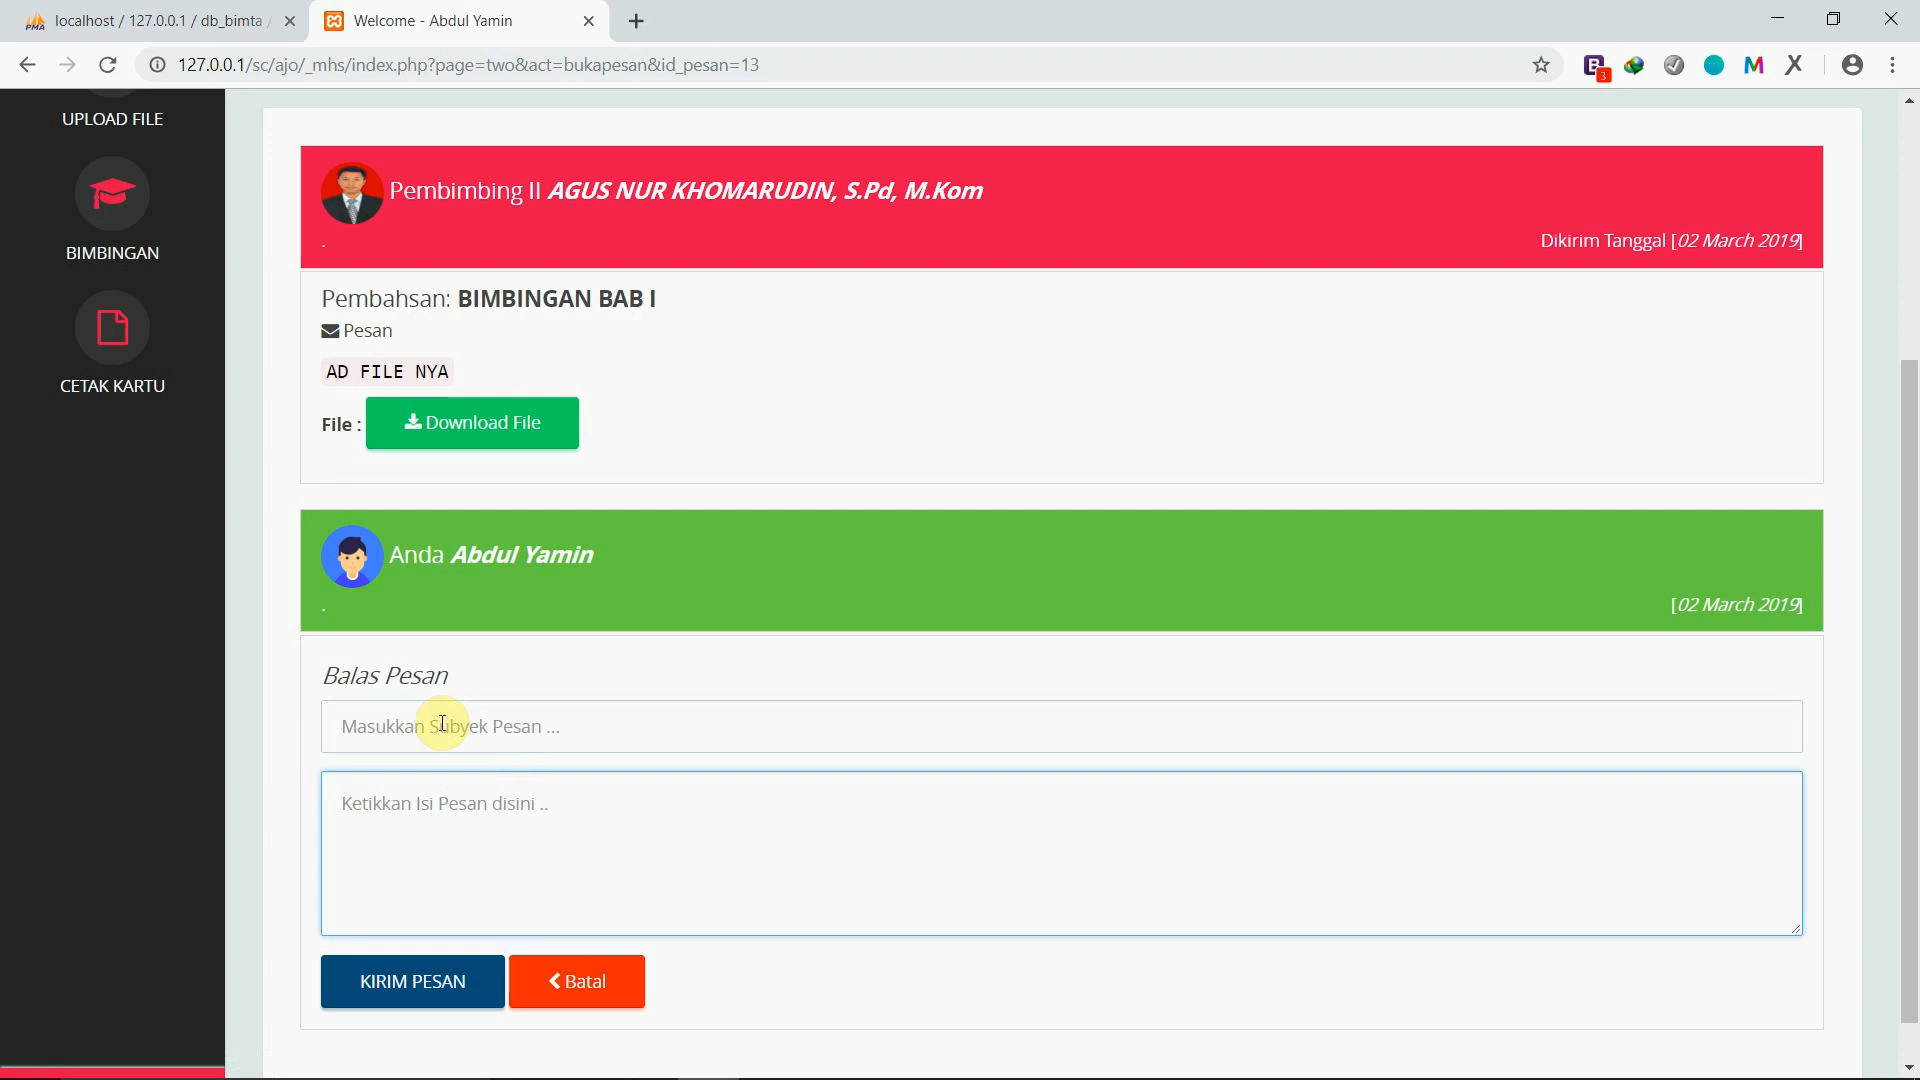 localhost / 127.0.0.1 / db_bimta /
Welcome - Abdul Yamin
127.0.0.1/sc/ajo/_mhs/index.php?page=two&act=bukapesan&id_pesan=13
3
UPLOAD FILE
BIMBINGAN
CETAK KARTU
Pembimbing II AGUS NUR KHOMARUDIN, S.Pd, M.Kom
.
Dikirim Tanggal [02 March 2019]
Pembahsan: BIMBINGAN BAB I
Pesan
AD FILE NYA
File : Download File
Anda Abdul Yamin
.
[02 March 2019]
Balas Pesan
Masukkan Subyek Pesan ...
Ketikkan Isi Pesan disini ..
KIRIM PESAN
Batal